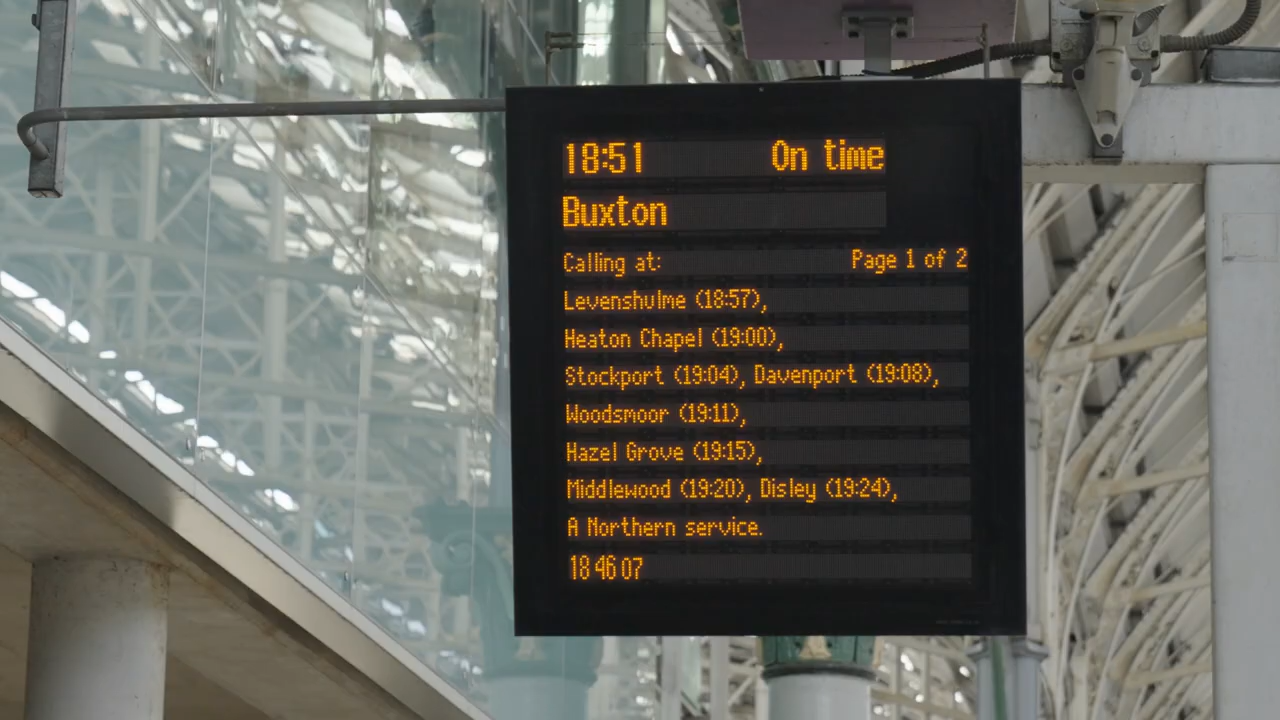 18:51 On time
Buxton
Calling at: Page 1 of 2
Levenshulme (18:57),
Heaton Chapel (19:00),
Stockport (19:04), Davenport (19:08),
Woodsmoor (19:11),
Hazel Grove (19:15),
Middlewood (19:20), Disley (19:24),
A Northern service.
18 46 07